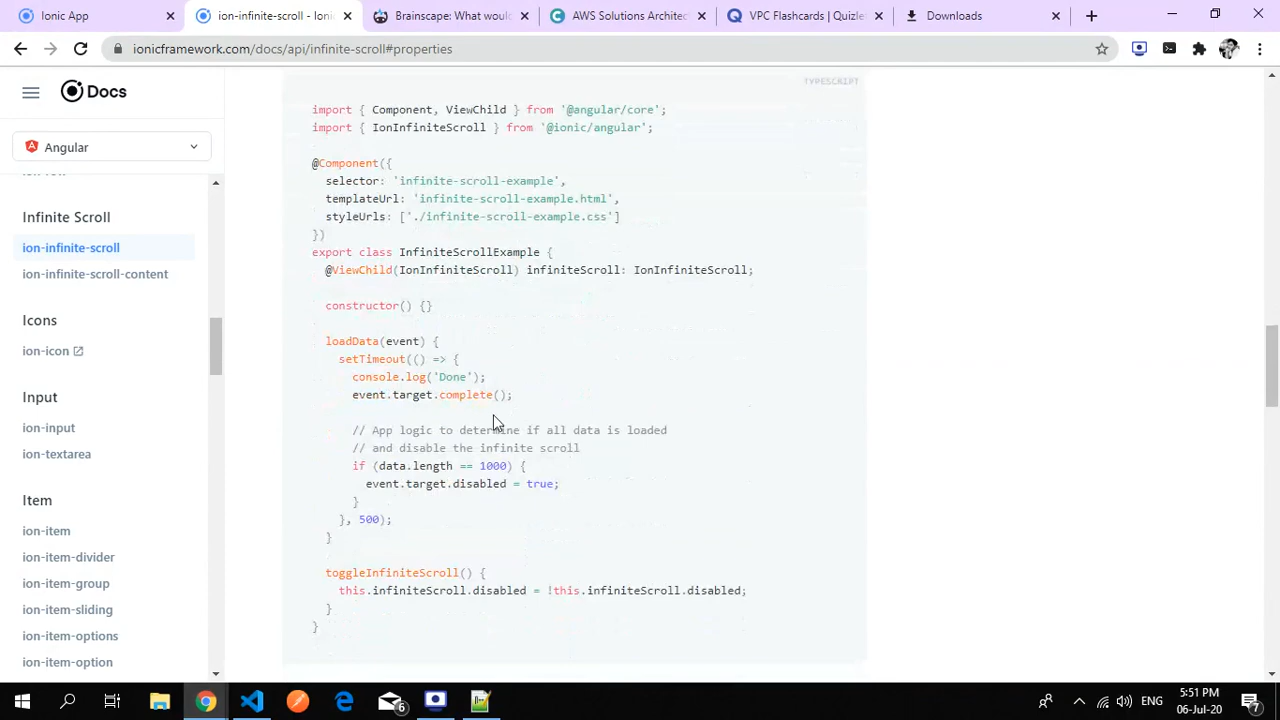 Ionic App
ion-infinite-scroll - Ionic
Brainscape: What would
AWS Solutions Architec
VPC Flashcards | Quizle
Downloads
ionicframework.com/docs/api/infinite-scroll#properties
Docs
Angular
Infinite Scroll
ion-infinite-scroll
ion-infinite-scroll-content
Icons
ion-icon
Input
ion-input
ion-textarea
Item
ion-item
ion-item-divider
ion-item-group
ion-item-sliding
ion-item-options
ion-item-option
TYPESCRIPT
import { Component, ViewChild } from '@angular/core';
import { IonInfiniteScroll } from '@ionic/angular';
@Component({
selector: 'infinite-scroll-example',
templateUrl: 'infinite-scroll-example.html',
styleUrls: ['./infinite-scroll-example.css']
})
export class InfiniteScrollExample {
@ViewChild(IonInfiniteScroll) infiniteScroll: IonInfiniteScroll;
constructor() {}
loadData(event) {
setTimeout(() => {
console.log('Done');
event.target.complete();
// App logic to determine if all data is loaded
// and disable the infinite scroll
if (data.length == 1000) {
event.target.disabled = true;
}
}, 500);
}
toggleInfiniteScroll() {
this.infiniteScroll.disabled = !this.infiniteScroll.disabled;
}
}
6
ENG
5:51 PM
06-Jul-20
7